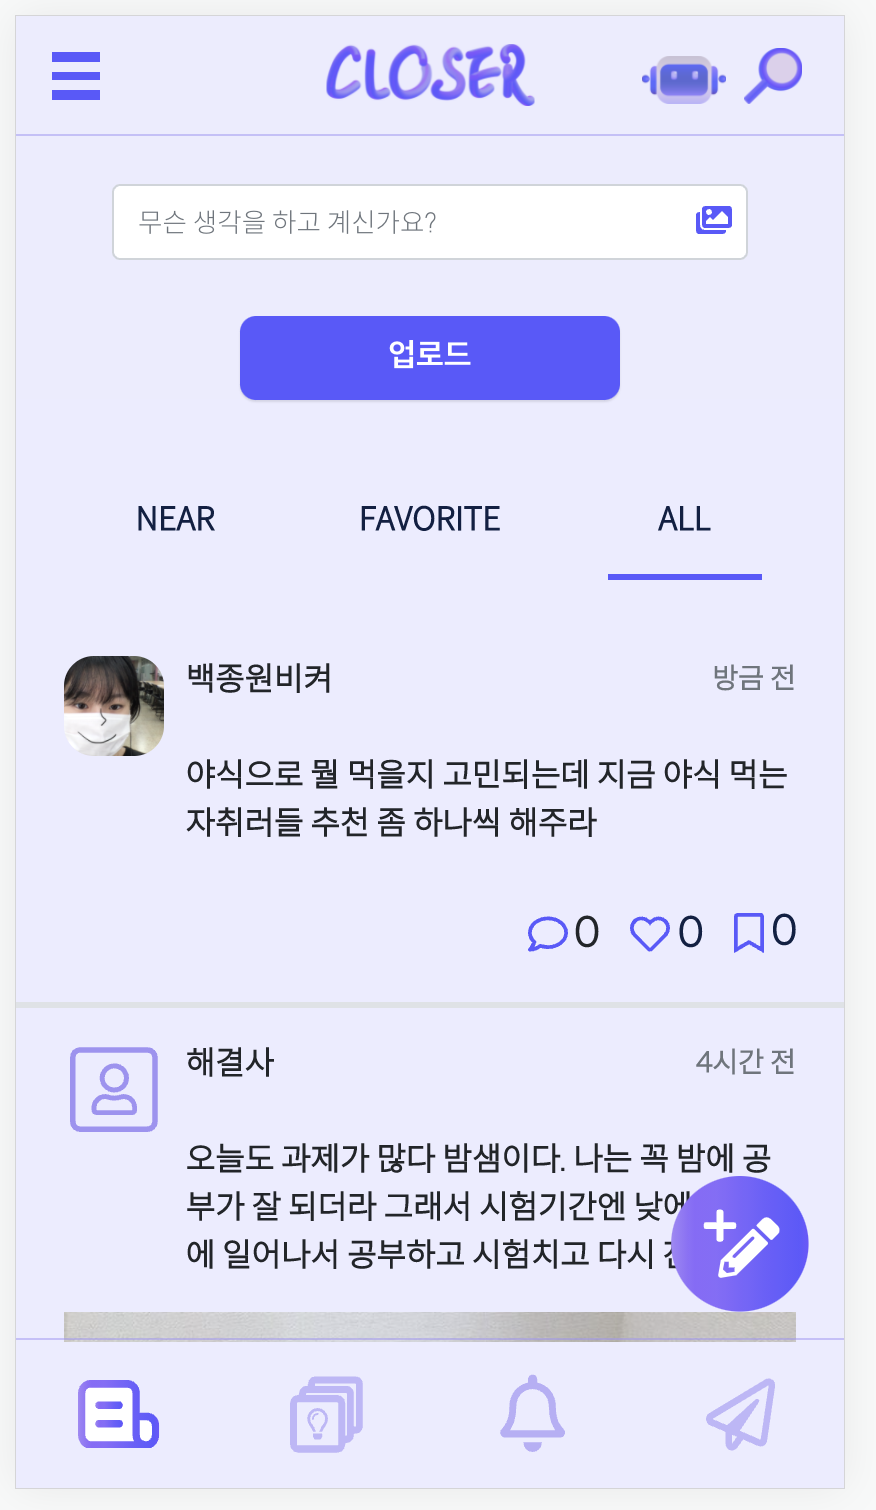 CLOSER
무슨 생각을 하고 계신가요?
업로드
NEAR FAVORITE ALL
백종원비켜 방금 전
야식으로 뭘 먹을지 고민되는데 지금 야식 먹는
자취러들 추천 좀 하나씩 해주라
0 0 0
해결사 4시간 전
오늘도 과제가 많다 밤샘이다. 나는 꼭 밤에 공
부가 잘 되더라 그래서 시험기간엔 낮에
에 일어나서 공부하고 시험치고 다시